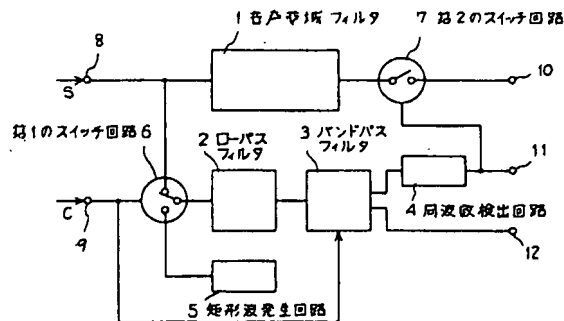 1 音声帯域フィルタ
7 第2のスイッチ回路
8
S
10
第1のスイッチ回路 6
2 ローパス
フィルタ
3 バンドパス
フィルタ
11
C
9
4 周波数検出回路
12
5 矩形波発生回路